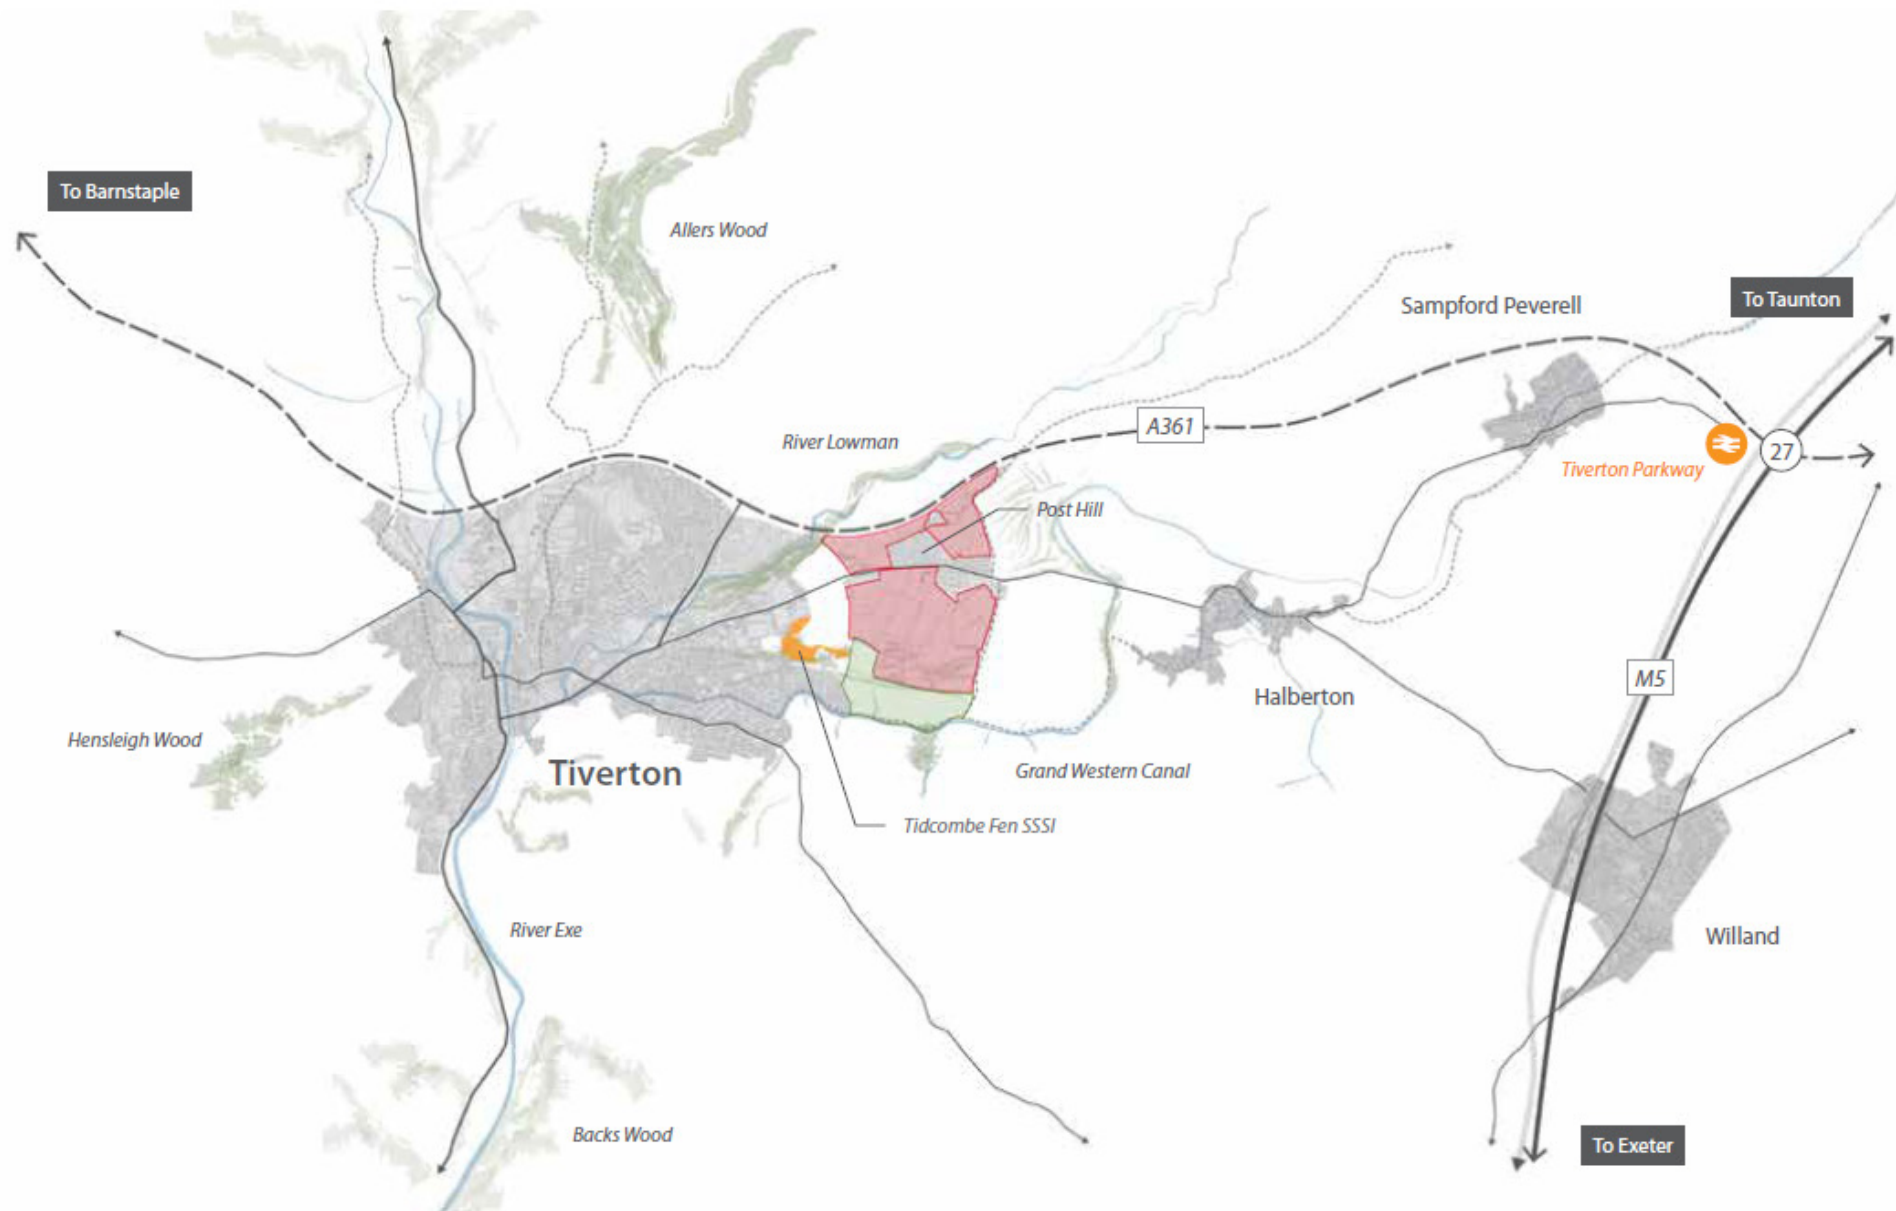 To Barnstaple
Allers Wood
To Taunton
Sampford Peverell
A361
River Lowman
27
Tiverton Parkway
Post Hill
M5
Halberton
Hensleigh Wood
Tiverton
Grand Western Canal
Tidcombe Fen SSSI
River Exe
Willand
Backs Wood
To Exeter